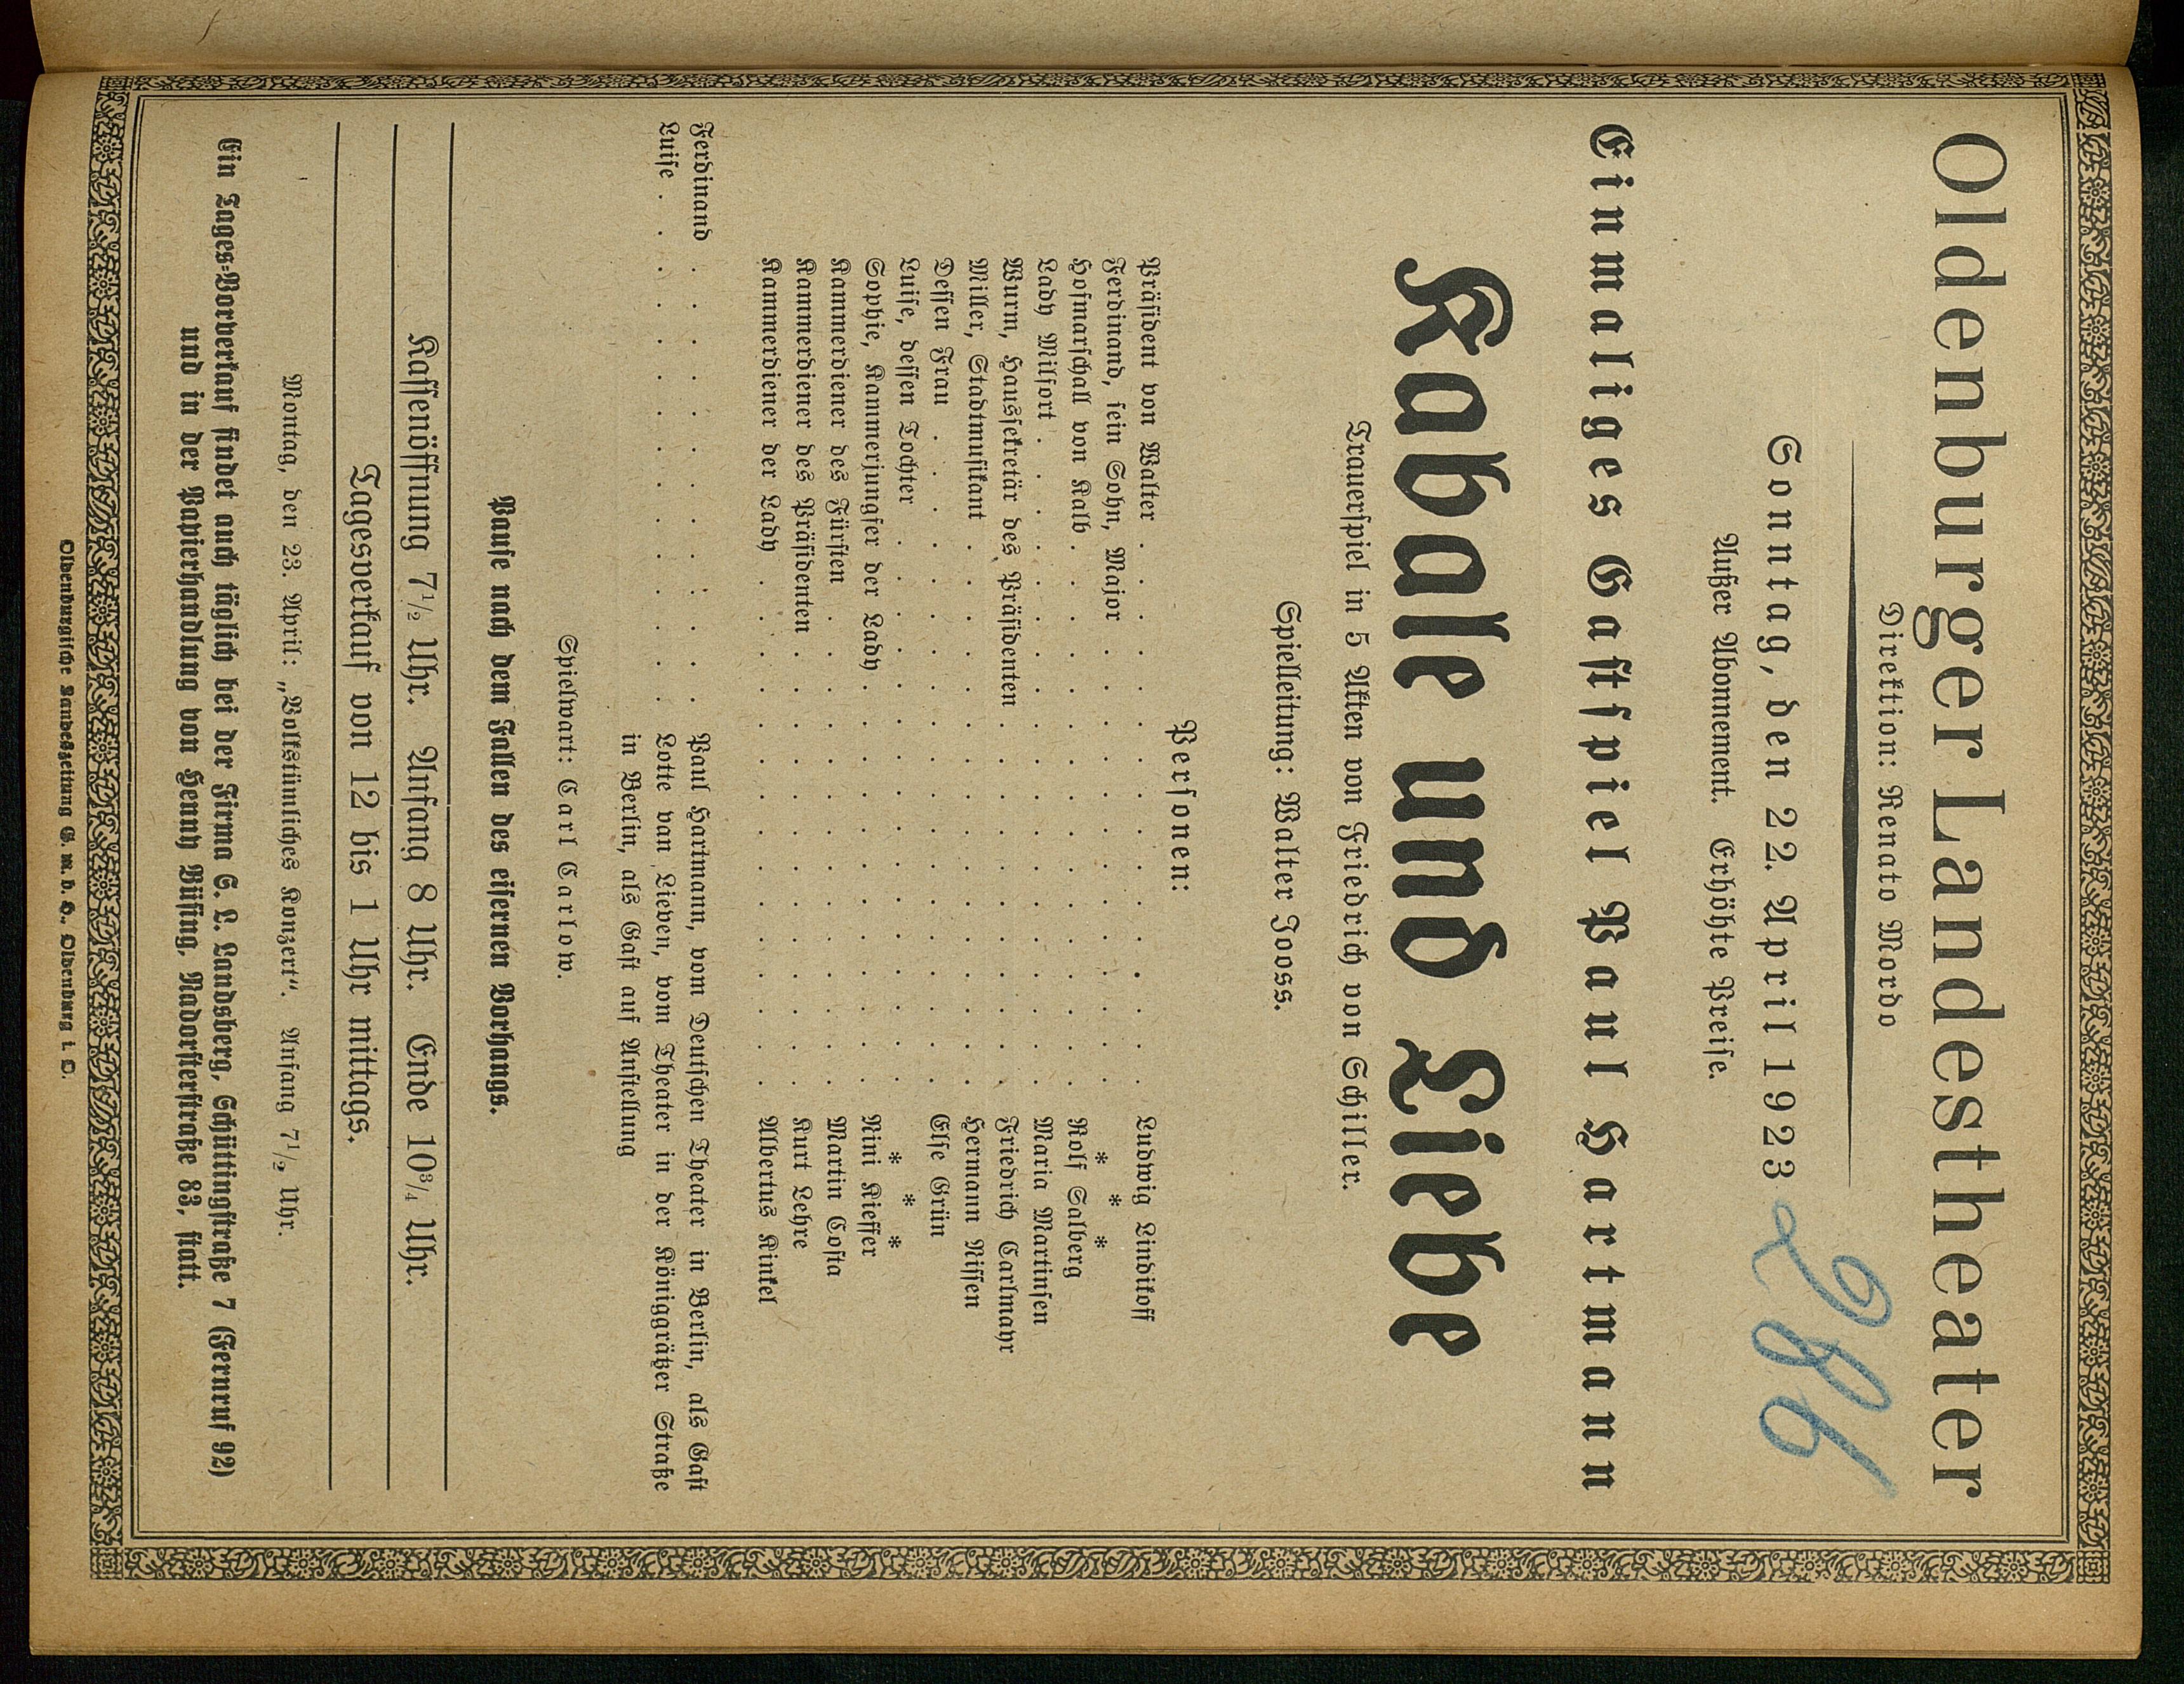 Oldenburger Landestheater
Direktion: Renato Mordo
Sonntag, den 22. April 1923
286
Außer Abonnement. Erhöhte Preise.
Einmaliges Gastspiel Paul Hartmann
Kabale und Liebe
Trauerspiel in 5 Akten von Friedrich von Schiller.
Spielleitung: Walter Jooss.
Personen:
Präsident von Walter . . . . . . . . . . . . . . . . Ludwig Linditoff
Ferdinand, sein Sohn, Major . . . . . . . . . . . . . * * *
Hofmarschall von Kalb . . . . . . . . . . . . . . . . Rolf Salberg
Lady Milfort . . . . . . . . . . . . . . . . . . . Maria Martinsen
Wurm, Haussekretär des Präsidenten . . . . . . . . . . . Friedrich Carlmayr
Miller, Stadtmusikant . . . . . . . . . . . . . . . . Hermann Nissen
Dessen Frau . . . . . . . . . . . . . . . . . . . Else Grün
Luise, dessen Tochter . . . . . . . . . . . . . . . . * * *
Sophie, Kammerjungfer der Lady . . . . . . . . . . . . Nini Kieffer
Kammerdiener des Fürsten . . . . . . . . . . . . . . Martin Costa
Kammerdiener des Präsidenten . . . . . . . . . . . . . Kurt Lehre
Kammerdiener der Lady . . . . . . . . . . . . . . . Albertus Kinkel
Ferdinand . . . . . . . . . . . . Paul Hartmann, vom Deutschen Theater in Berlin, als Gast
Luise . . . . . . . . . . . . . . Lotte van Lieven, vom Theater in der Königgrätzer Straße
in Berlin, als Gast auf Anstellung
Spielwart: Carl Carlow.
Pause nach dem Fallen des eisernen Vorhangs.
Kassenöffnung 7½ Uhr. Anfang 8 Uhr. Ende 10¾ Uhr.
Tagesverkauf von 12 bis 1 Uhr mittags.
Montag, den 23. April: „Volkstümliches Konzert“. Anfang 7½ Uhr.
Ein Tages-Vorverkauf findet auch täglich bei der Firma G. L. Landsberg, Schüttingstraße 7 (Fernruf 92)
und in der Papierhandlung von Henny Büsing, Nadorsterstraße 83, statt.
Oldenburgische Landeszeitung G. m. b. H., Oldenburg i. O.